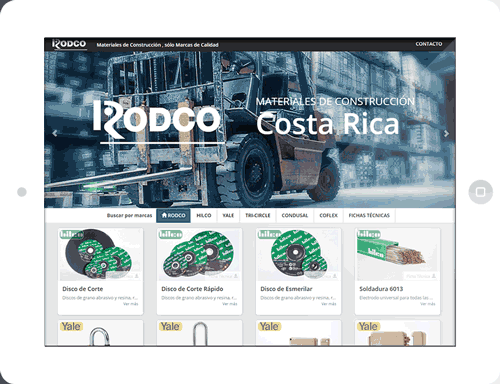 RODCO
Materiales de Construcción, sólo Marcas de Calidad
CONTACTO
RODCO
MATERIALES DE CONSTRUCCIÓN
Costa Rica
Buscar por marcas
RODCO
HILCO
YALE
TRI-CIRCLE
CONDUSAL
COFLEX
FICHAS TÉCNICAS
hilco
hilco
hilco
hilco
Disco de Corte
Disco de Corte Rápido
Disco de Esmerilar
Soldadura 6013
Discos de grano abrasivo y resina, r...
Discos de grano abrasivo y resina, r...
Discos de grano abrasivo y resina, r...
Electrodo universal para todas las...
Ver más
Ver más
Ver más
Ver más
Yale
Yale
Yale
Yale